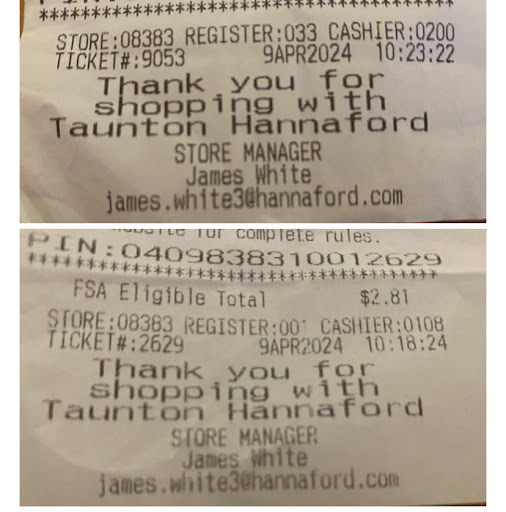 ****************************************
STORE:08383 REGISTER:033 CASHIER:0200
TICKET#:9053 9APR2024 10:23:22
Thank you for
shopping with
Taunton Hannaford
STORE MANAGER
James White
james.white3@hannaford.com
for complete rules.
PIN:0409838310012629
****************************************
FSA Eligible Total $2.81
STORE:08383 REGISTER:001 CASHIER:0108
TICKET#:2629 9APR2024 10:18:24
Thank you for
shopping with
Taunton Hannaford
STORE MANAGER
James White
james.white3@hannaford.com